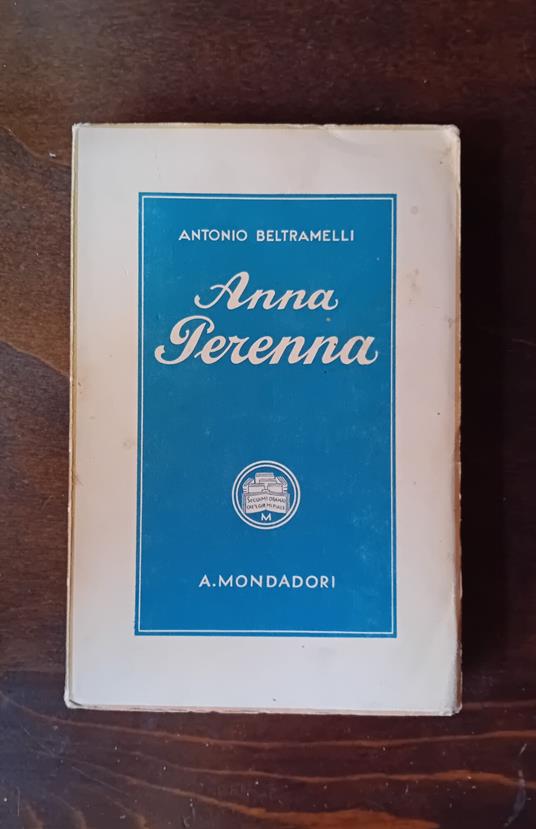 ANTONIO BELTRAMELLI
Anna
Perenna
M
A.MONDADORI